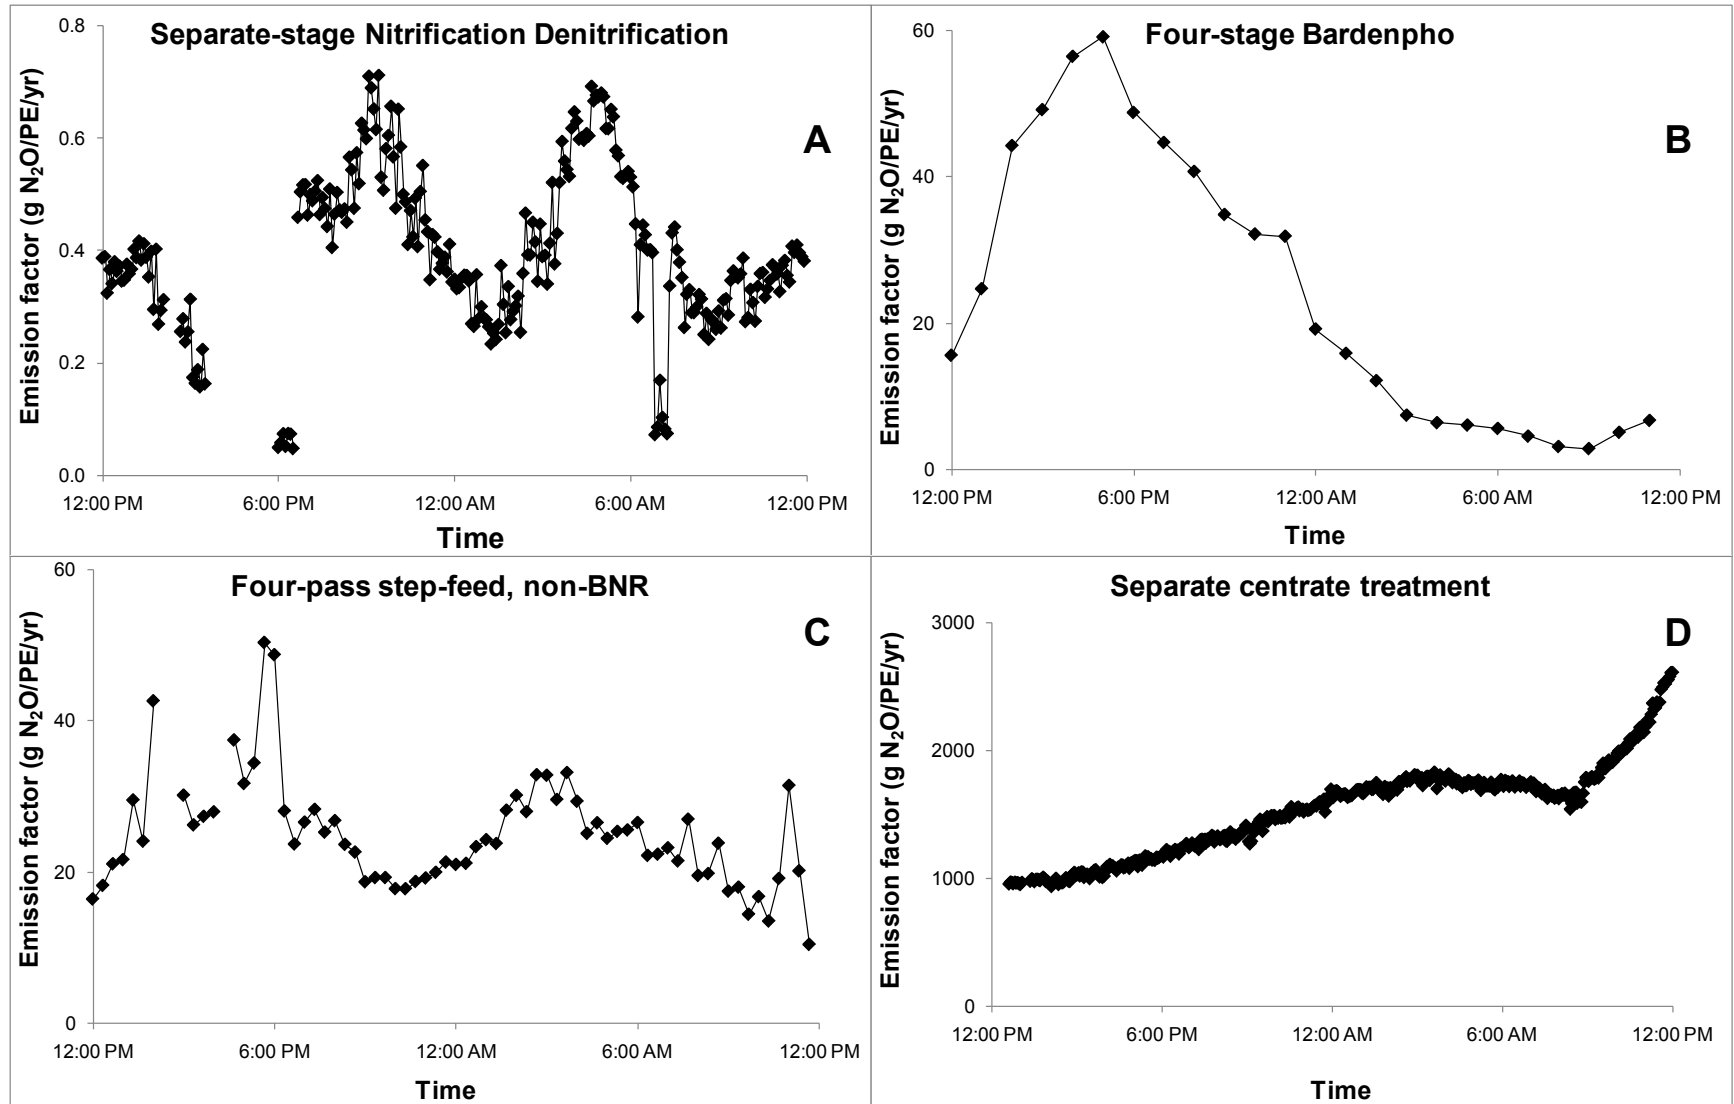 Separate-stage Nitrification Denitrification
A
Emission factor (g N₂O/PE/yr)
0.8
0.6
0.4
0.2
0.0
12:00 PM 6:00 PM 12:00 AM 6:00 AM 12:00 PM
Time
Four-stage Bardenpho
B
Emission factor (g N₂O/PE/yr)
60
40
20
0
12:00 PM 6:00 PM 12:00 AM 6:00 AM 12:00 PM
Time
Four-pass step-feed, non-BNR
C
Emission factor (g N₂O/PE/yr)
60
40
20
0
12:00 PM 6:00 PM 12:00 AM 6:00 AM 12:00 PM
Time
Separate centrate treatment
D
Emission factor (g N₂O/PE/yr)
3000
2000
1000
0
12:00 PM 6:00 PM 12:00 AM 6:00 AM 12:00 PM
Time